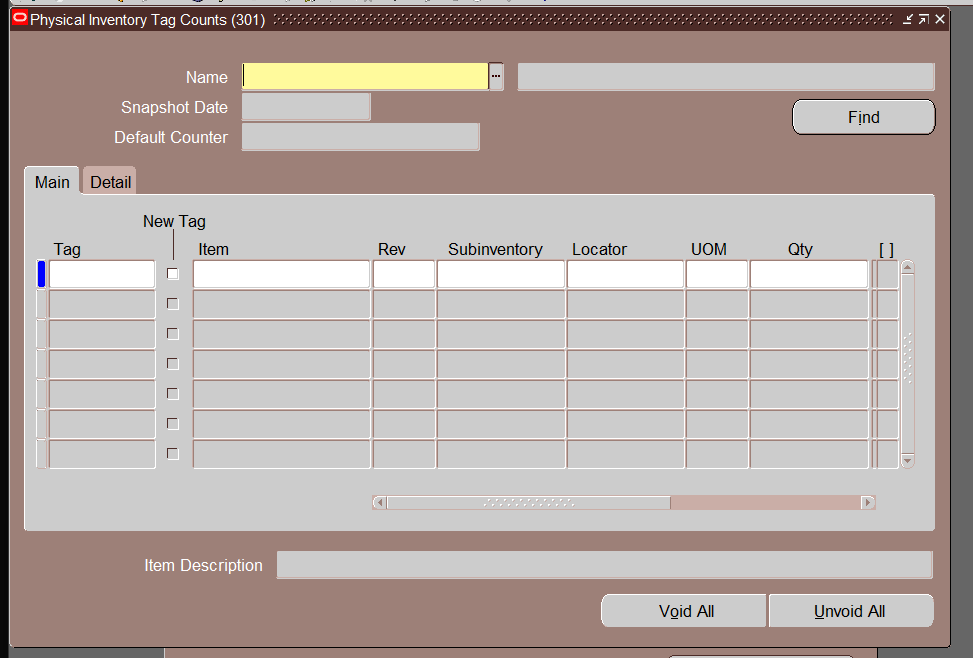 Physical Inventory Tag Counts (301)
Name
...
Snapshot Date
Find
Default Counter
Main Detail
New Tag
Tag Item Rev Subinventory Locator UOM Qty [ ]
Item Description
Void All Unvoid All